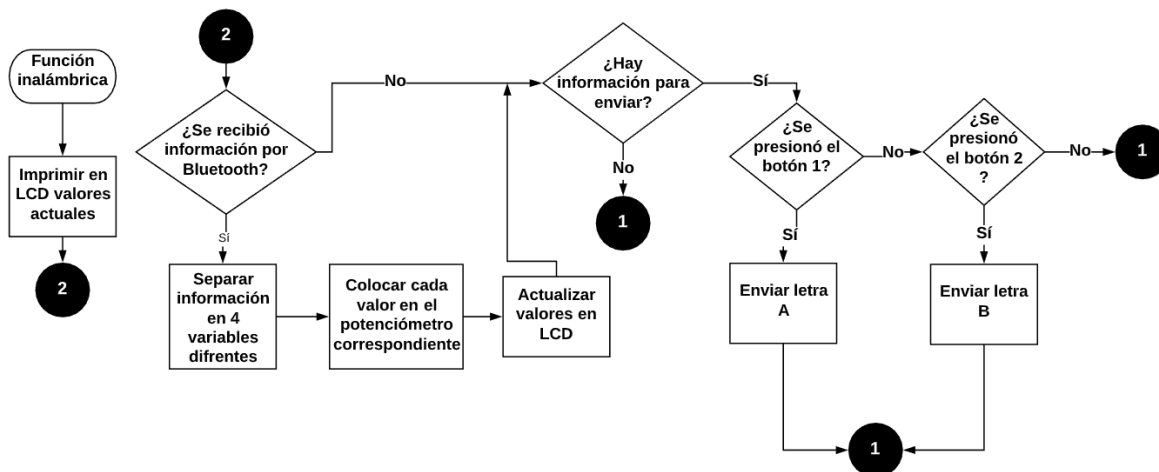 Función
inalámbrica
Imprimir en
LCD valores
actuales
2
2
¿Se recibió
información por
Bluetooth?
No
Sí
Separar
información
en 4
variables
difrentes
Colocar cada
valor en el
potenciómetro
correspondiente
Actualizar
valores en
LCD
¿Hay
información para
enviar?
No
1
Sí
¿Se
presionó el
botón 1?
No
Sí
Enviar letra
A
¿Se
presionó
el botón 2
?
No
1
Sí
Enviar letra
B
1